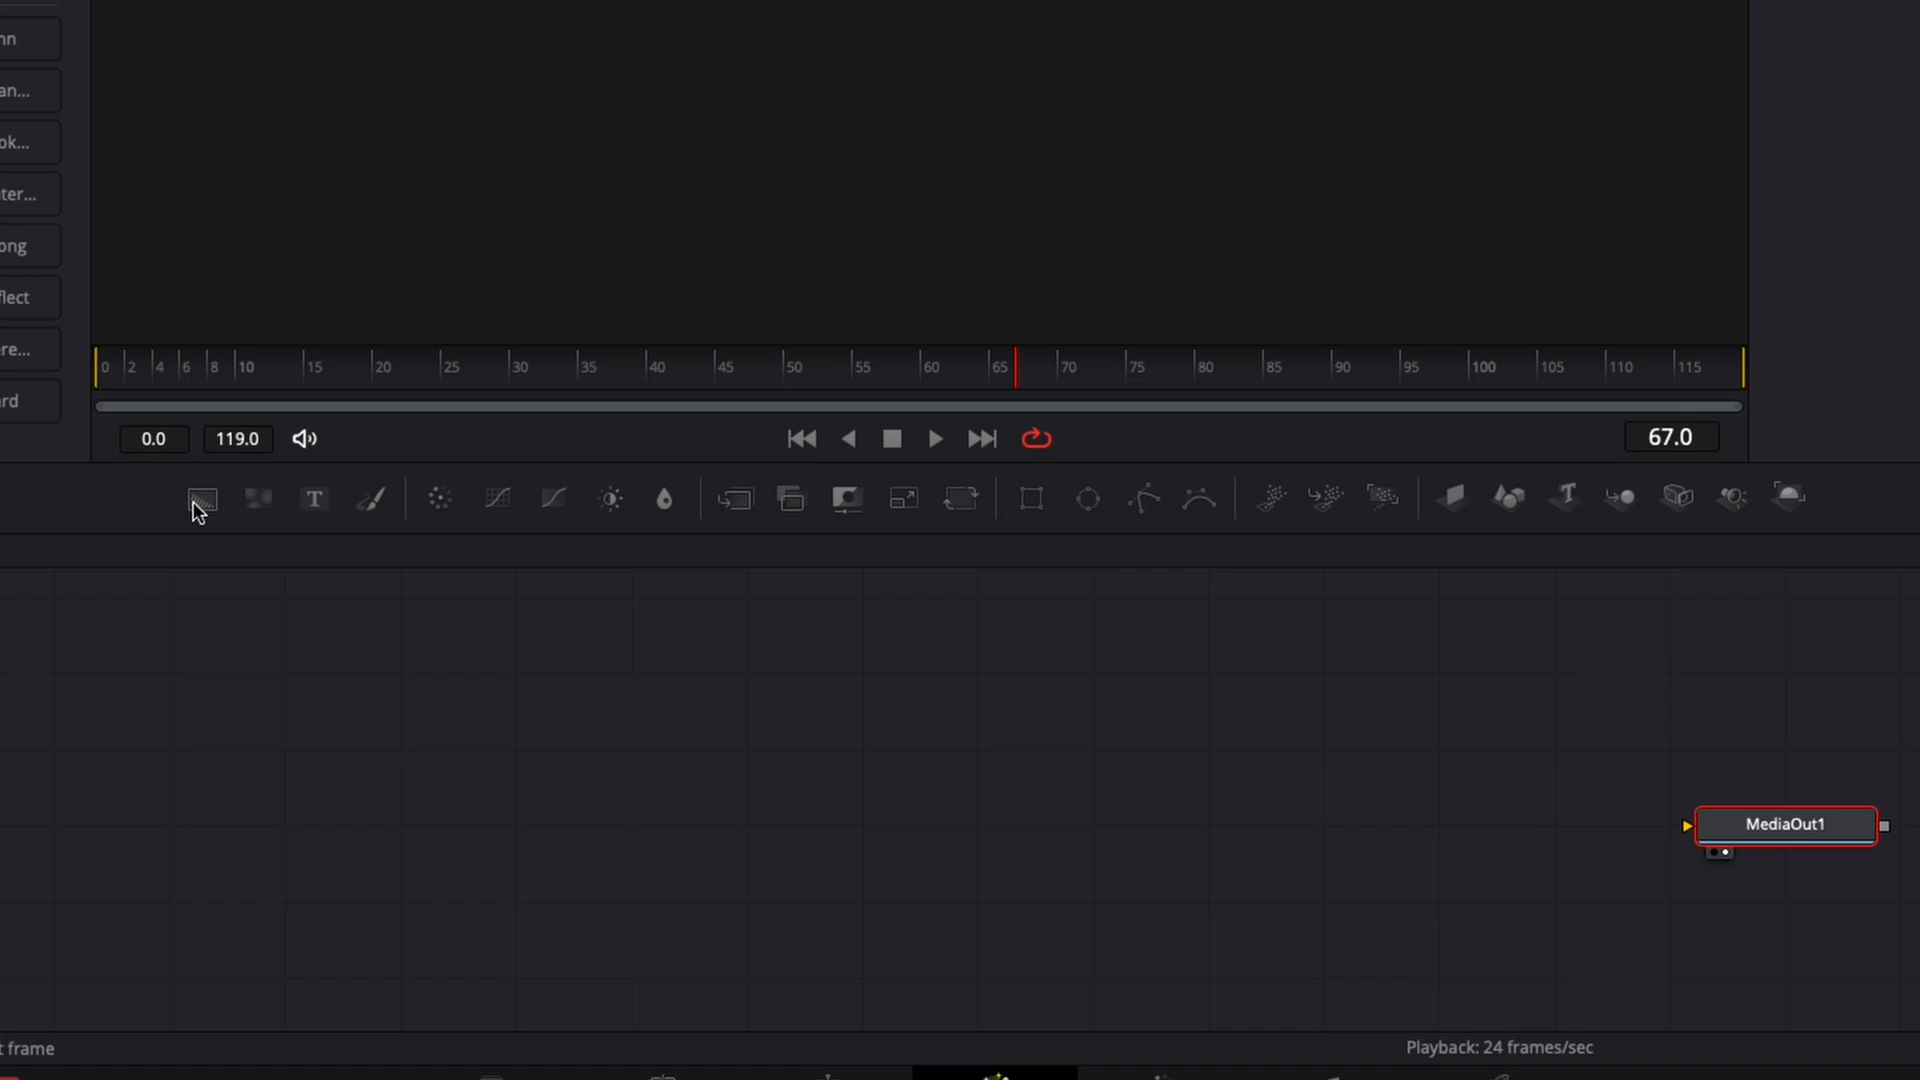 nn
an...
ok...
ter...
ong
flect
ere...
ard
0 2 4 6 8 10 15 20 25 30 35 40 45 50 55 60 65 70 75 80 85 90 95 100 105 110 115
0.0 119.0 67.0
T
MediaOut1
t frame
Playback: 24 frames/sec